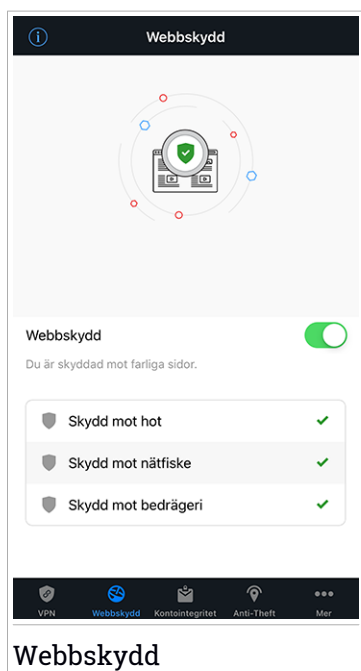 Webbskydd
Webbskydd
Du är skyddad mot farliga sidor.
Skydd mot hot
Skydd mot nätfiske
Skydd mot bedrägeri
VPN Webbskydd Kontointegritet Anti-Theft Mer
Webbskydd